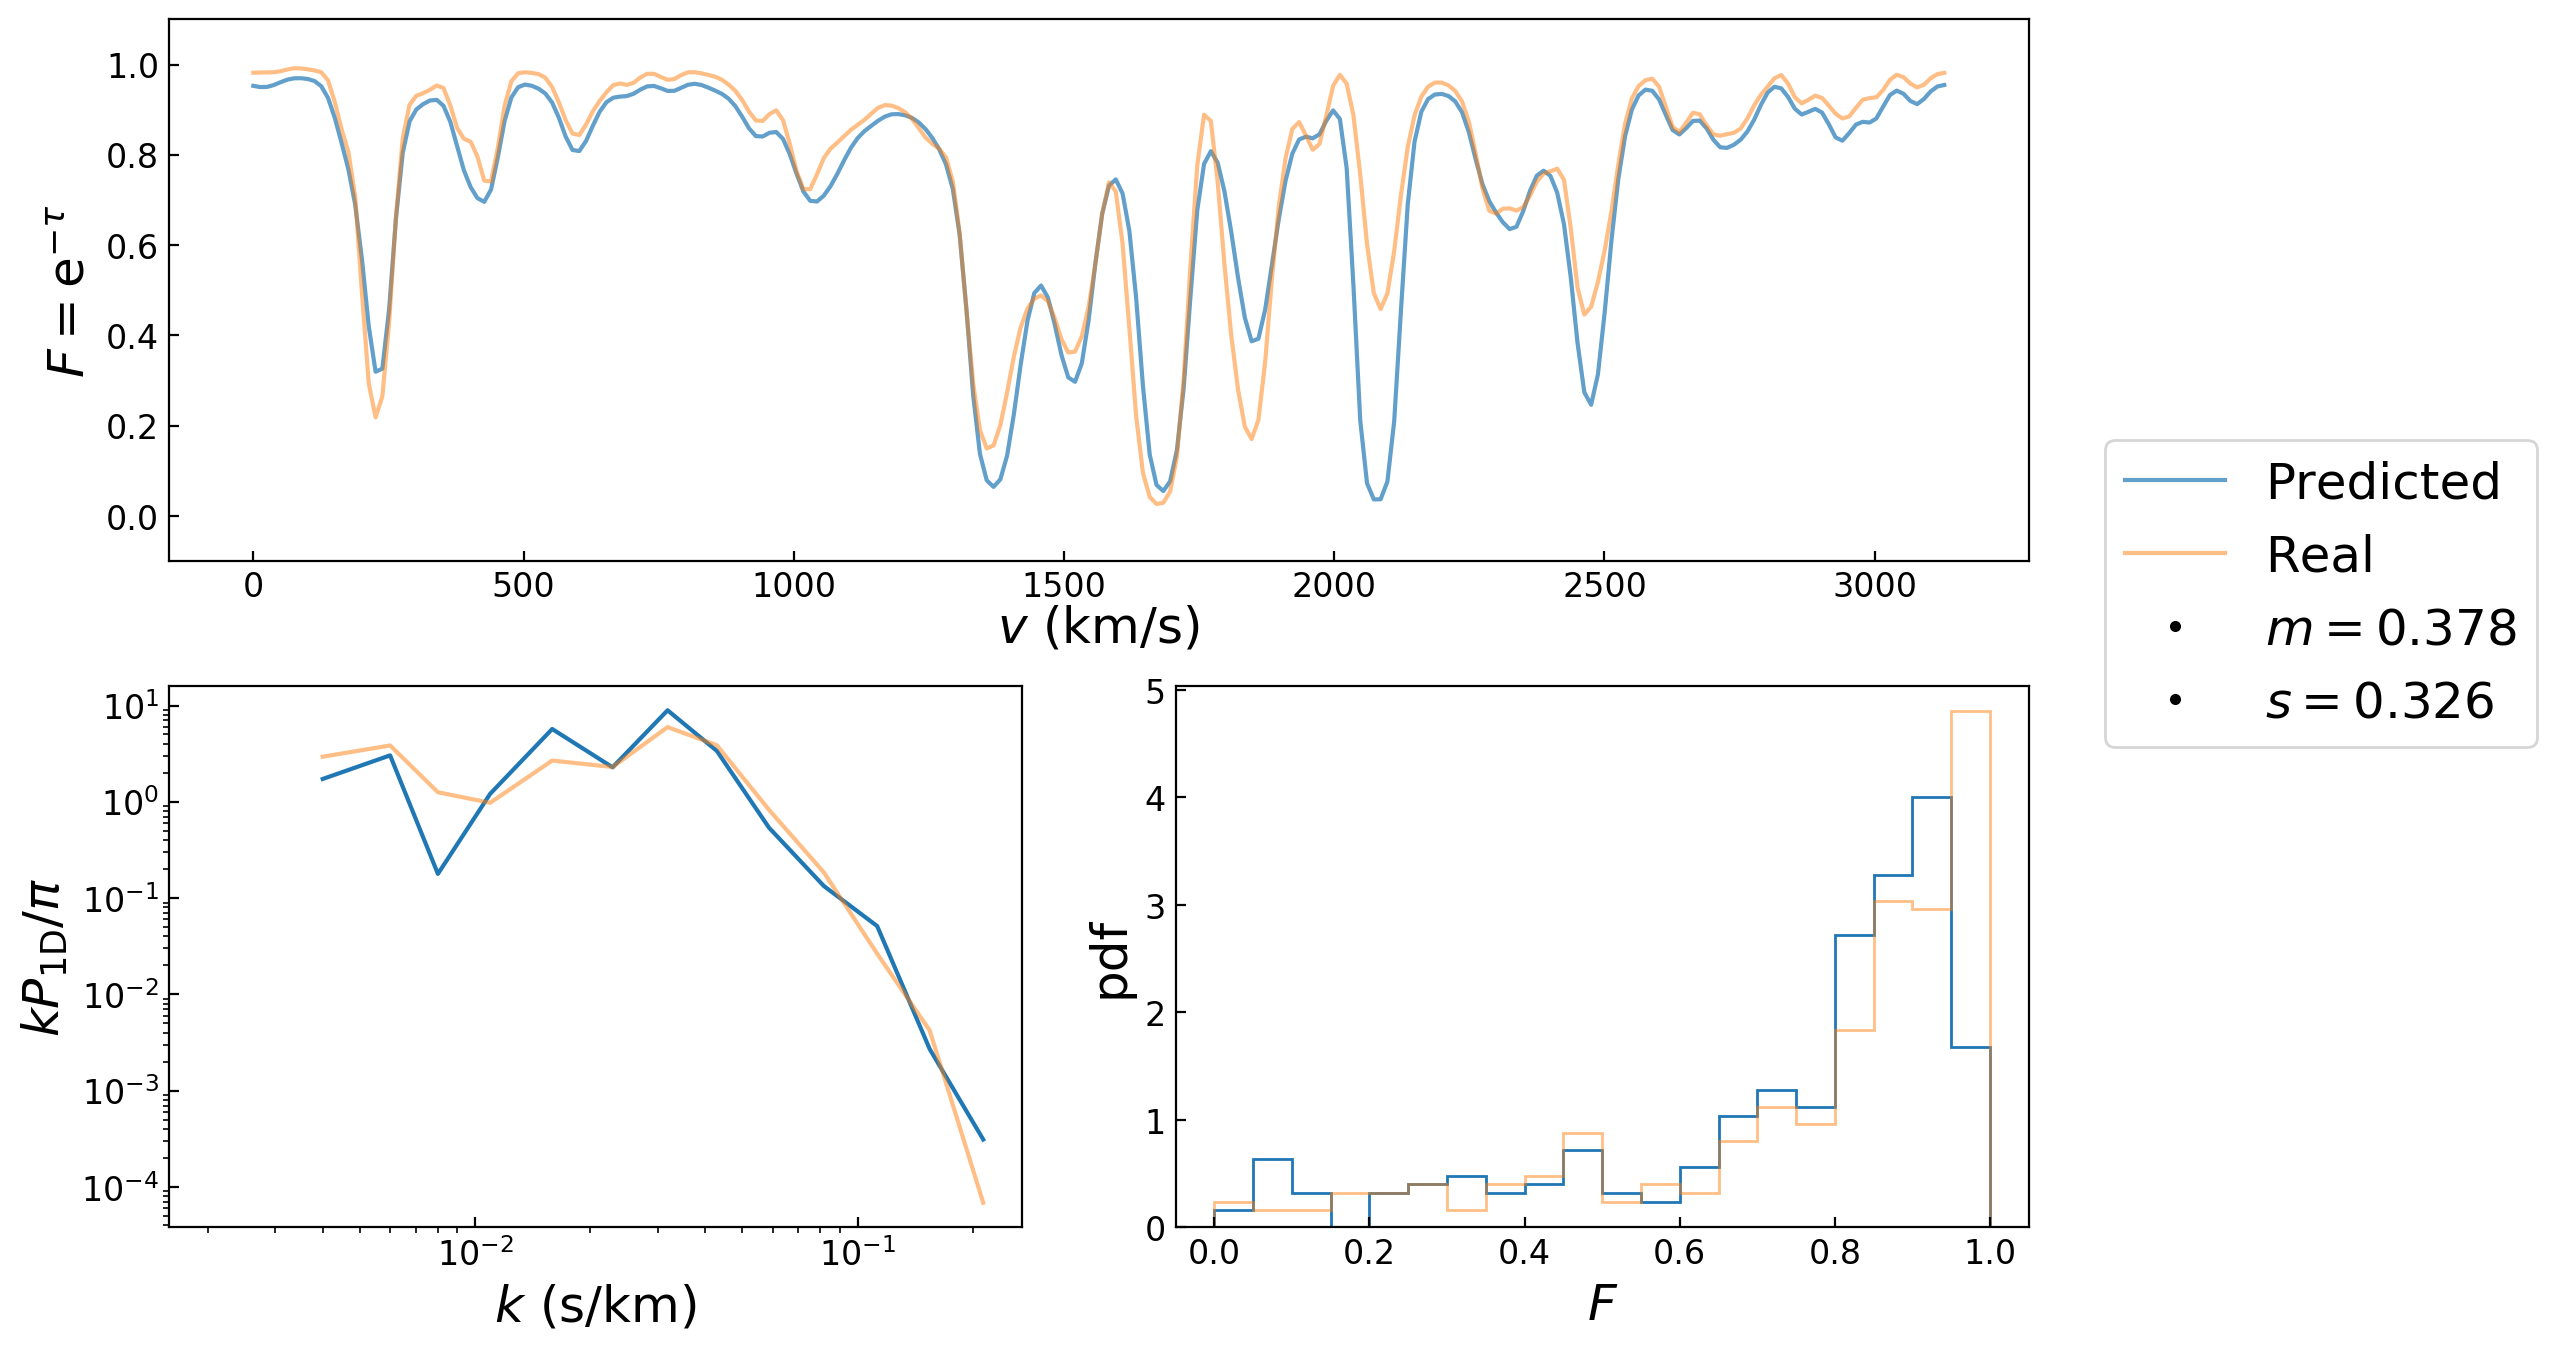 1.0
0.8
0.6
0.4
0.2
0.0
F = e^{−τ}
0 500 1000 1500 2000 2500 3000
v (km/s)
Predicted
Real
m = 0.378
s = 0.326
10^1
10^0
10^{−1}
10^{−2}
10^{−3}
10^{−4}
kP_{1D}/π
10^{−2} 10^{−1}
k (s/km)
5
4
3
2
1
0
pdf
0.0 0.2 0.4 0.6 0.8 1.0
F